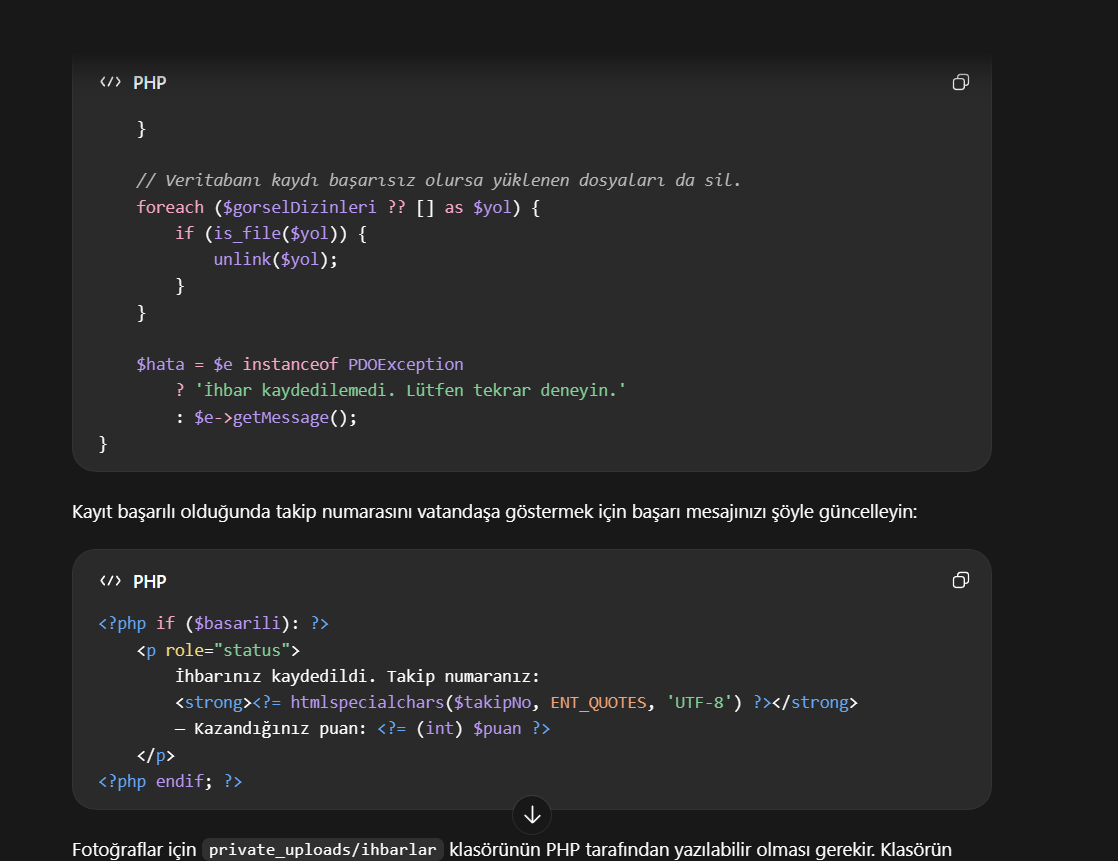 </> PHP
}
// Veritabanı kaydı başarısız olursa yüklenen dosyaları da sil.
foreach ($gorselDizinleri ?? [] as $yol) {
if (is_file($yol)) {
unlink($yol);
}
}
$hata = $e instanceof PDOException
? 'İhbar kaydedilemedi. Lütfen tekrar deneyin.'
: $e->getMessage();
}
Kayıt başarılı olduğunda takip numarasını vatandaşa göstermek için başarı mesajınızı şöyle güncelleyin:
</> PHP
<?php if ($basarili): ?>
<p role="status">
İhbarınız kaydedildi. Takip numaranız:
<strong><?= htmlspecialchars($takipNo, ENT_QUOTES, 'UTF-8') ?></strong>
— Kazandığınız puan: <?= (int) $puan ?>
</p>
<?php endif; ?>
Fotoğraflar için private_uploads/ihbarlar klasörünün PHP tarafından yazılabilir olması gerekir. Klasörün